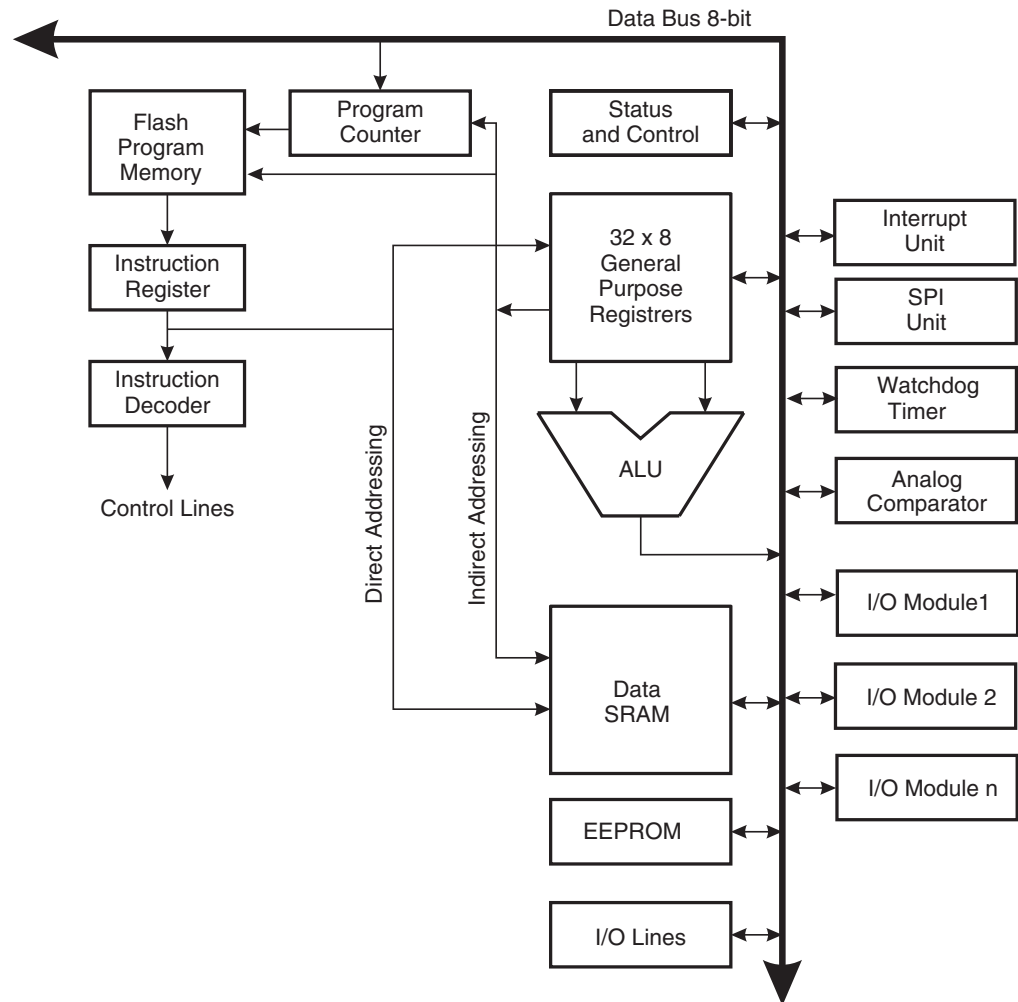 Data Bus 8-bit
Flash
Program
Memory
Program
Counter
Status
and Control
Interrupt
Unit
32 x 8
General
Purpose
Registrers
Instruction
Register
SPI
Unit
Instruction
Decoder
Watchdog
Timer
Control Lines
Direct Addressing
Indirect Addressing
ALU
Analog
Comparator
I/O Module1
Data
SRAM
I/O Module 2
I/O Module n
EEPROM
I/O Lines